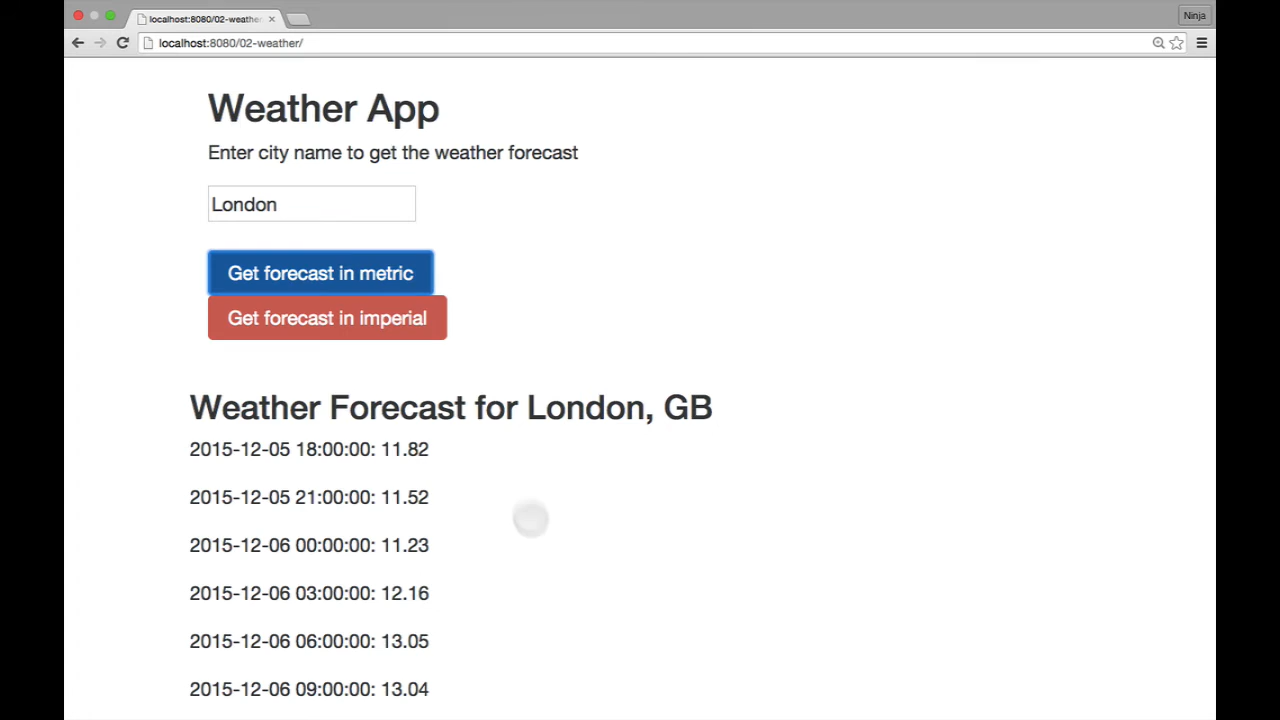 localhost:8080/02-weather
Ninja
localhost:8080/02-weather/
Weather App
Enter city name to get the weather forecast
London
Get forecast in metric
Get forecast in imperial
Weather Forecast for London, GB
2015-12-05 18:00:00: 11.82
2015-12-05 21:00:00: 11.52
2015-12-06 00:00:00: 11.23
2015-12-06 03:00:00: 12.16
2015-12-06 06:00:00: 13.05
2015-12-06 09:00:00: 13.04